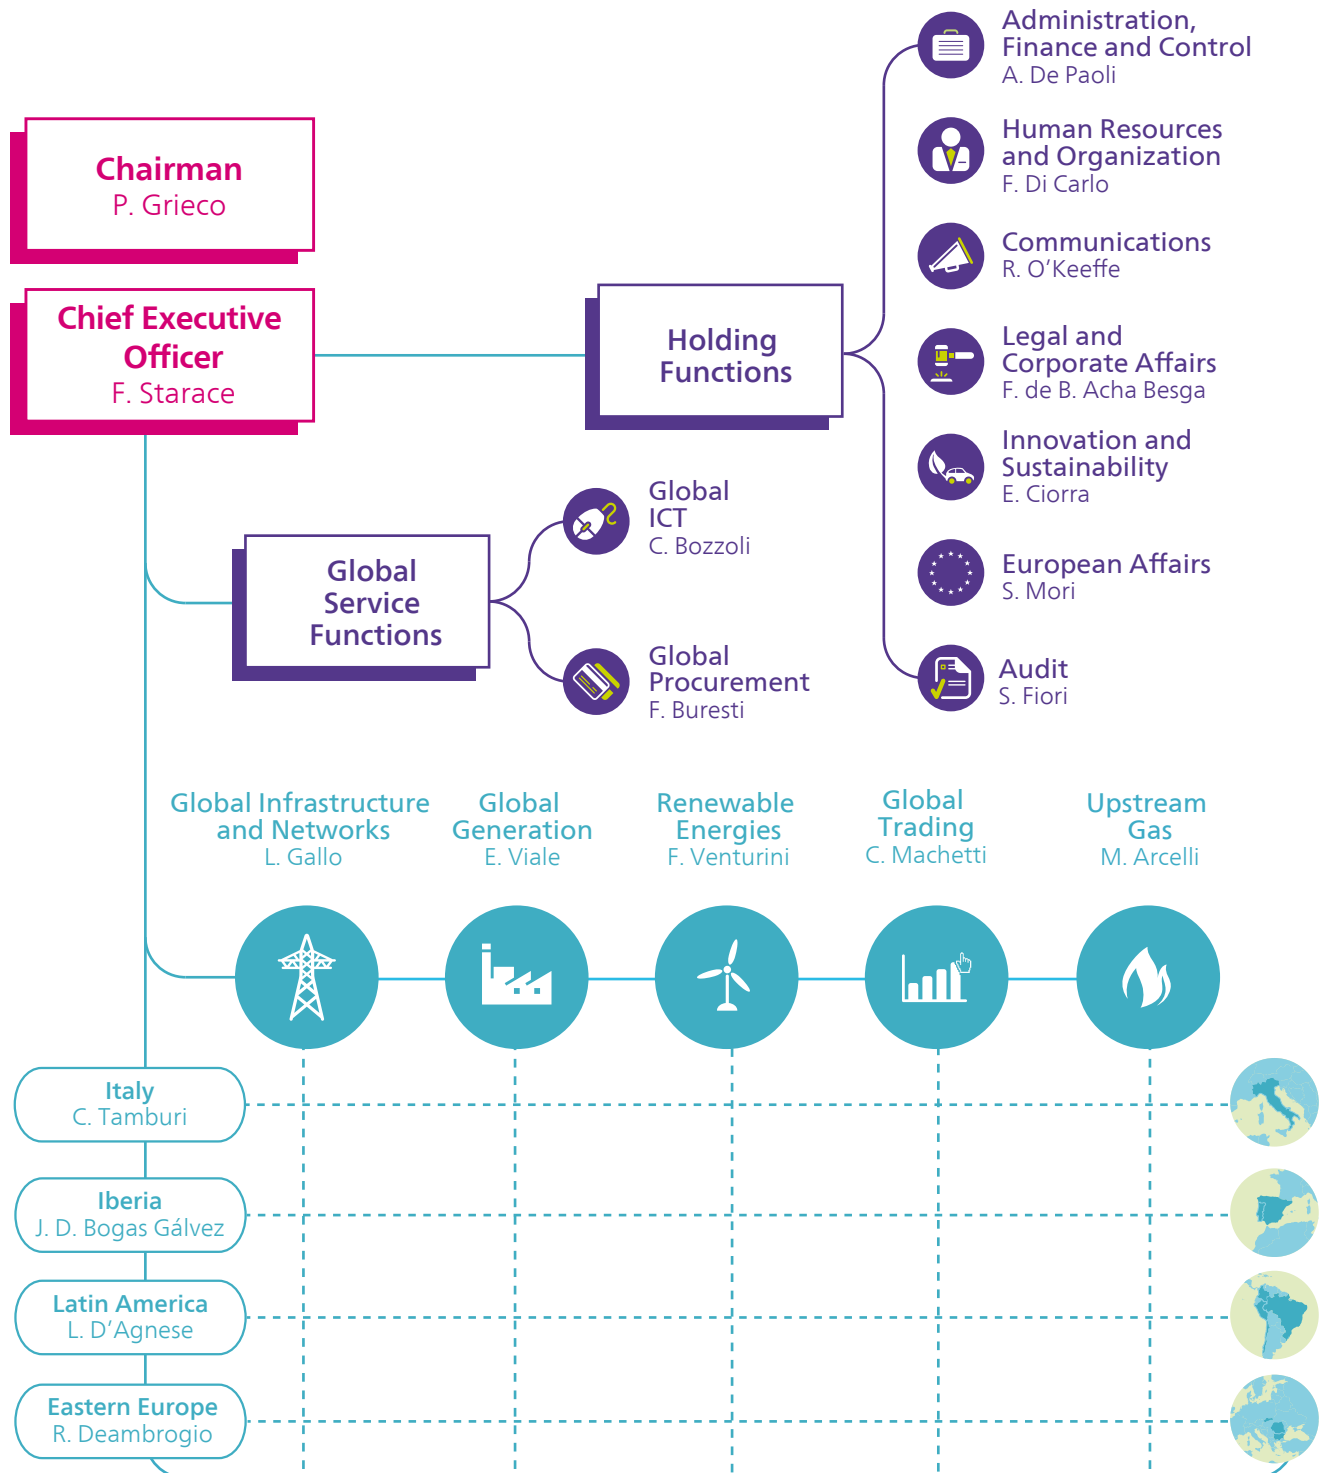 Administration,
Finance and Control
A. De Paoli
Chairman
P. Grieco
Human Resources
and Organization
F. Di Carlo
Communications
R. O’Keeffe
Chief Executive
Officer
F. Starace
Holding
Functions
Legal and
Corporate Affairs
F. de B. Acha Besga
Innovation and
Sustainability
E. Ciorra
Global
ICT
C. Bozzoli
Global
Service
Functions
European Affairs
S. Mori
Global
Procurement
F. Buresti
Audit
S. Fiori
Global Infrastructure
and Networks
L. Gallo
Global
Generation
E. Viale
Renewable
Energies
F. Venturini
Global
Trading
C. Machetti
Upstream
Gas
M. Arcelli
Italy
C. Tamburi
Iberia
J. D. Bogas Gálvez
Latin America
L. D’Agnese
Eastern Europe
R. Deambrogio